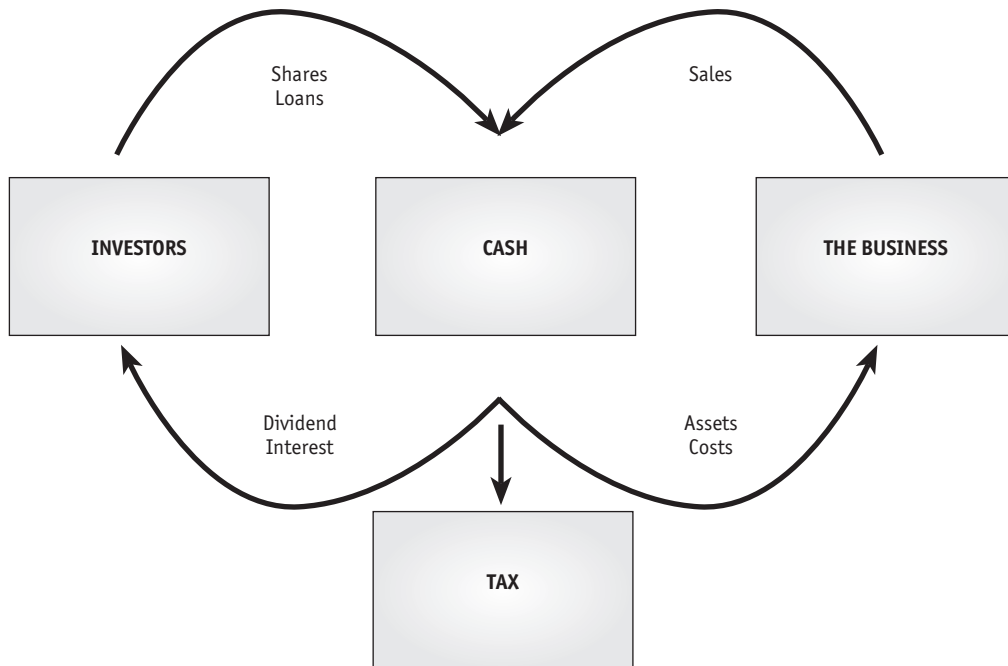 Shares
Loans
Sales
INVESTORS
CASH
THE BUSINESS
Dividend
Interest
Assets
Costs
TAX